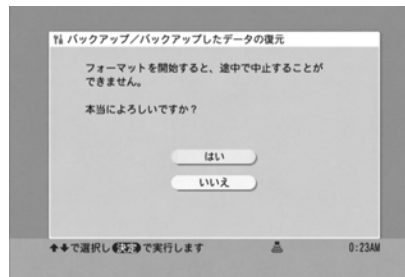 バックアップ/バックアップしたデータの復元
フォーマットを開始すると、途中で中止することが
できません。
本当によろしいですか?
はい
いいえ
↑↓で選択し決定で実行します
0:23AM